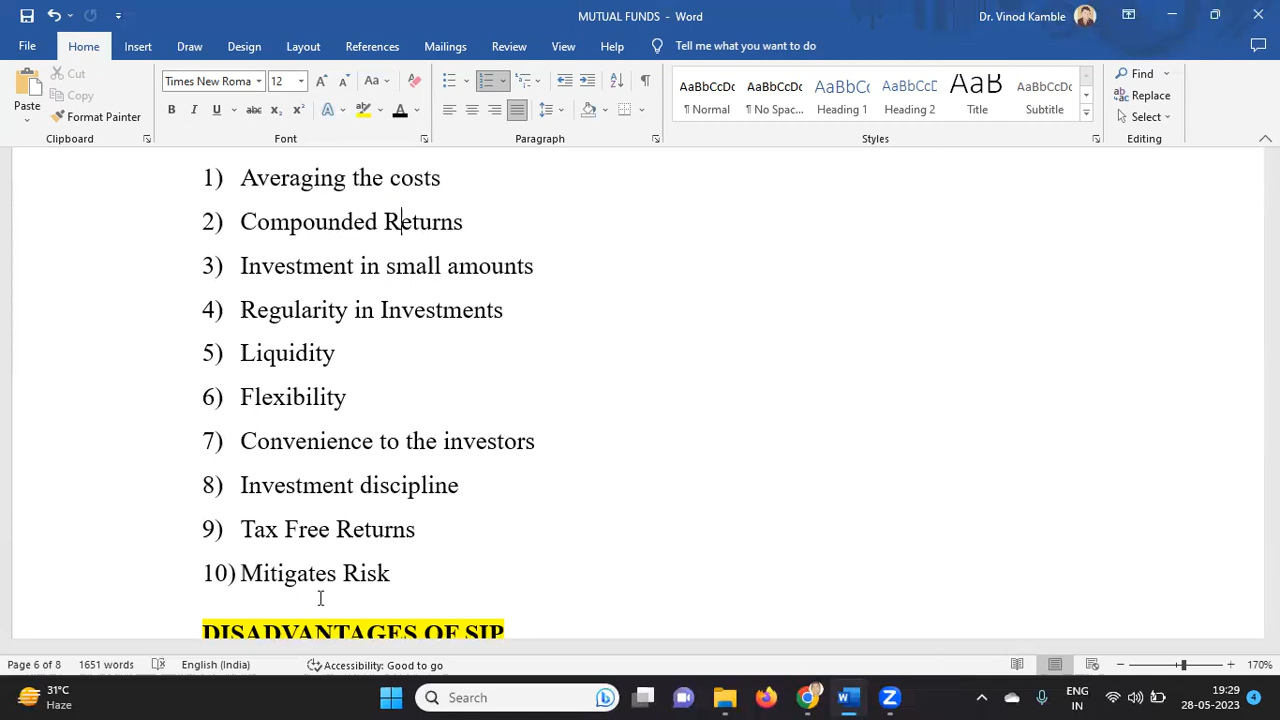 MUTUAL FUNDS - Word
Dr. Vinod Kamble
File Home Insert Draw Design Layout References Mailings Review View Help Tell me what you want to do
Paste
Cut
Copy
Format Painter
Clipboard
Times New Roma 12
Font
Paragraph
AaBbCcDc AaBbCcDc AaBbCc AaBbCcD AaB AaBbCcD
¶ Normal ¶ No Spac... Heading 1 Heading 2 Title Subtitle
Styles
Find
Replace
Select
Editing
1) Averaging the costs
2) Compounded Returns
3) Investment in small amounts
4) Regularity in Investments
5) Liquidity
6) Flexibility
7) Convenience to the investors
8) Investment discipline
9) Tax Free Returns
10) Mitigates Risk
DISADVANTAGES OF SIP
Page 6 of 8 1651 words English (India) Accessibility: Good to go 170%
31°C
Haze
Search
ENG
IN
19:29
28-05-2023